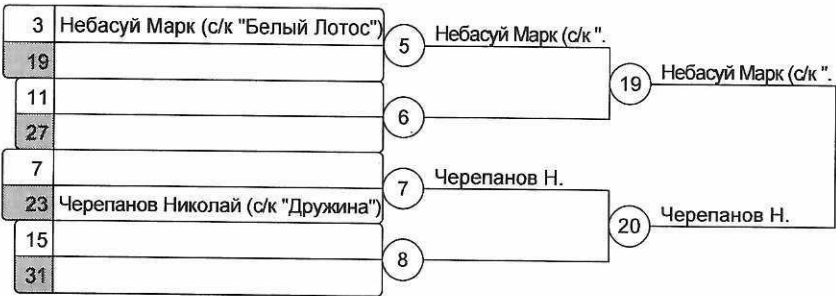 3 Небасуй Марк (с/к "Белый Лотос")
19
5 Небасуй Марк (с/к ".
11
27
6
19 Небасуй Марк (с/к ".
7
23 Черепанов Николай (с/к "Дружина")
7 Черепанов Н.
15
31
8
20 Черепанов Н.